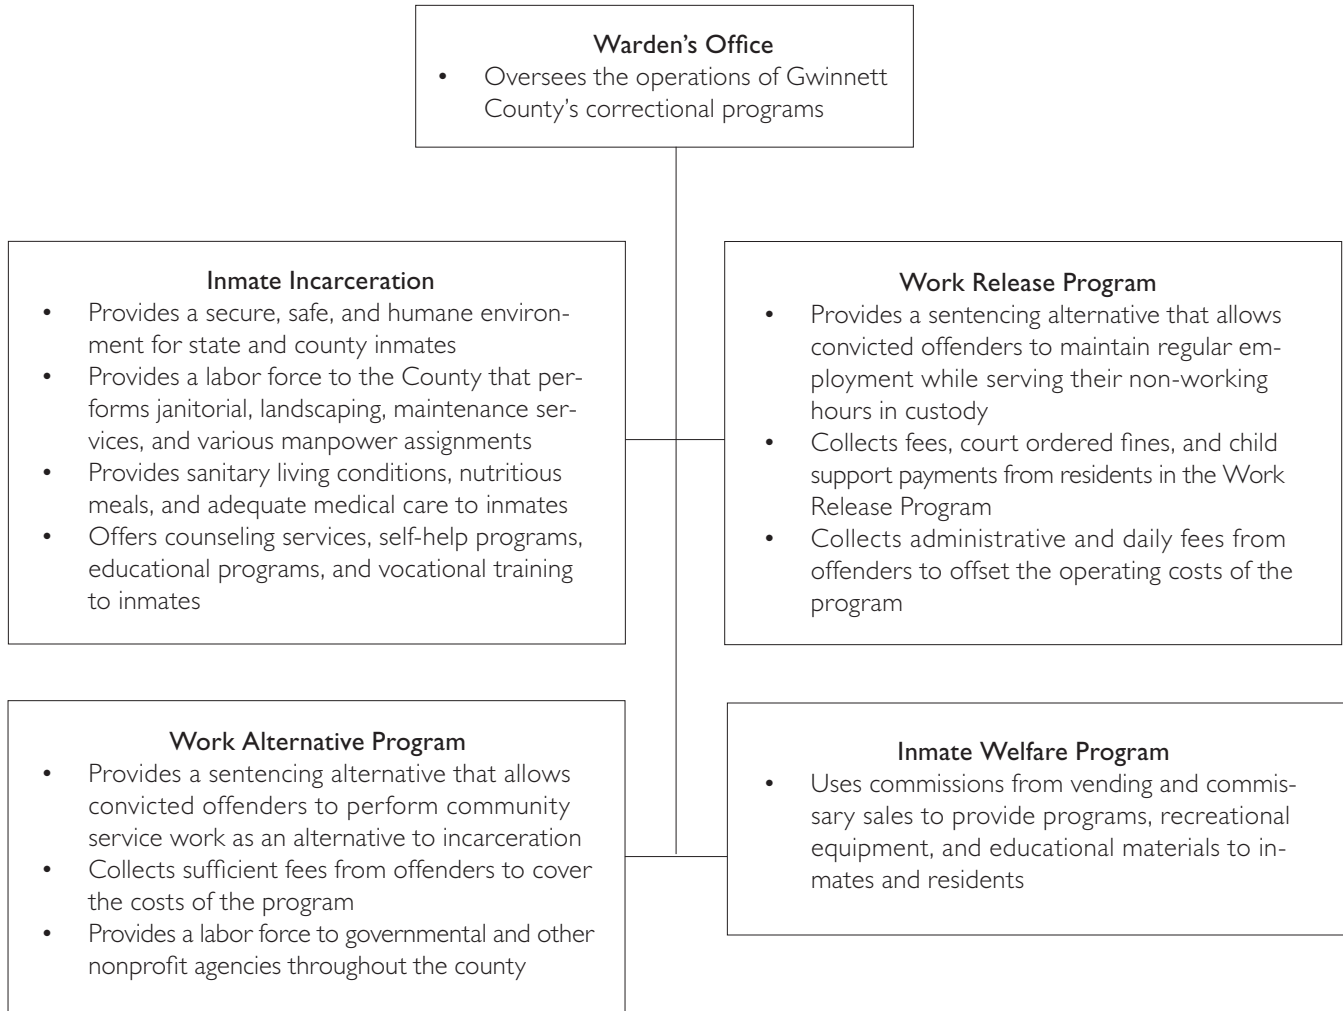 Warden's Office
• Oversees the operations of Gwinnett
County's correctional programs
Inmate Incarceration
• Provides a secure, safe, and humane environ-
ment for state and county inmates
• Provides a labor force to the County that per-
forms janitorial, landscaping, maintenance ser-
vices, and various manpower assignments
• Provides sanitary living conditions, nutritious
meals, and adequate medical care to inmates
• Offers counseling services, self-help programs,
educational programs, and vocational training
to inmates
Work Release Program
• Provides a sentencing alternative that allows
convicted offenders to maintain regular em-
ployment while serving their non-working
hours in custody
• Collects fees, court ordered fines, and child
support payments from residents in the Work
Release Program
• Collects administrative and daily fees from
offenders to offset the operating costs of the
program
Work Alternative Program
• Provides a sentencing alternative that allows
convicted offenders to perform community
service work as an alternative to incarceration
• Collects sufficient fees from offenders to cover
the costs of the program
• Provides a labor force to governmental and other
nonprofit agencies throughout the county
Inmate Welfare Program
• Uses commissions from vending and commis-
sary sales to provide programs, recreational
equipment, and educational materials to in-
mates and residents